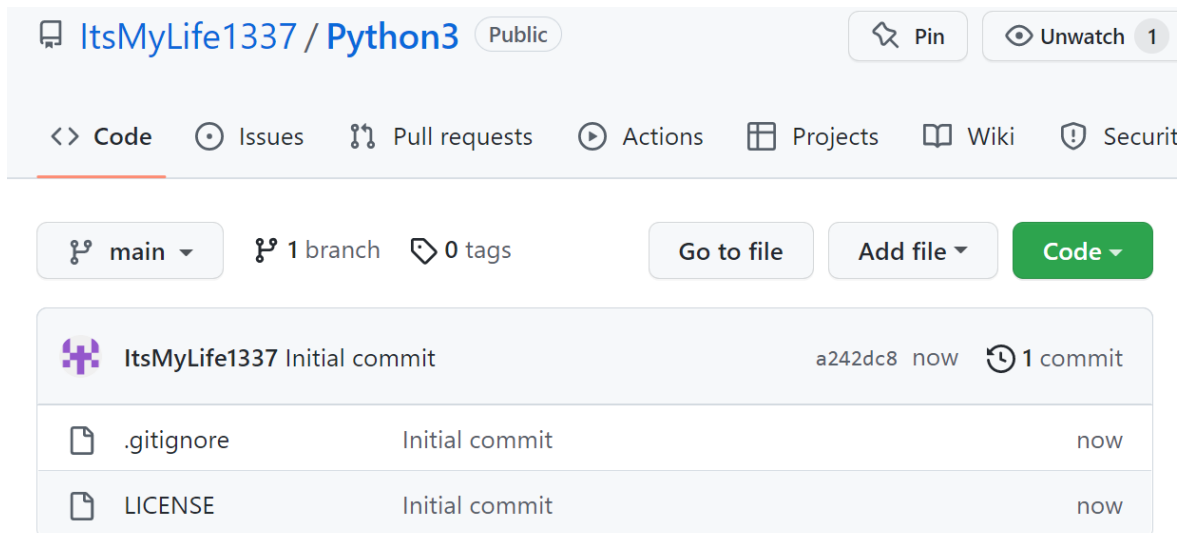 ItsMyLife1337 / Python3 Public Pin Unwatch 1
Code Issues Pull requests Actions Projects Wiki Securit
main 1 branch 0 tags Go to file Add file Code
ItsMyLife1337 Initial commit a242dc8 now 1 commit
.gitignore Initial commit now
LICENSE Initial commit now